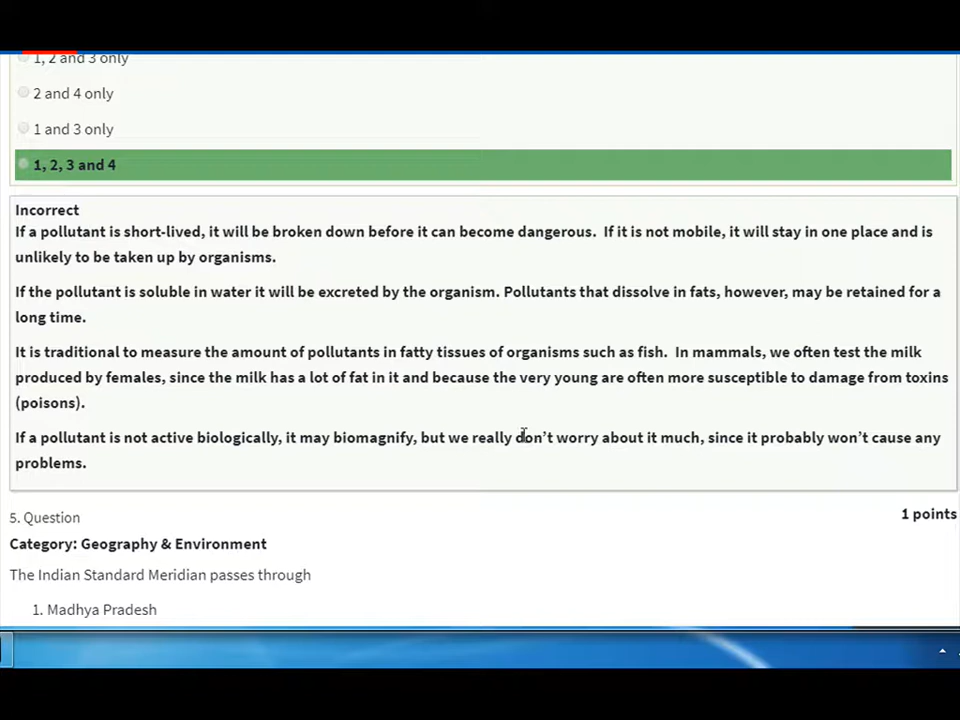 1, 2 and 3 only
2 and 4 only
1 and 3 only
1, 2, 3 and 4
Incorrect
If a pollutant is short-lived, it will be broken down before it can become dangerous.  If it is not mobile, it will stay in one place and is
unlikely to be taken up by organisms.
If the pollutant is soluble in water it will be excreted by the organism. Pollutants that dissolve in fats, however, may be retained for a
long time.
It is traditional to measure the amount of pollutants in fatty tissues of organisms such as fish.  In mammals, we often test the milk
produced by females, since the milk has a lot of fat in it and because the very young are often more susceptible to damage from toxins
(poisons).
If a pollutant is not active biologically, it may biomagnify, but we really don't worry about it much, since it probably won't cause any
problems.
5. Question
1 points
Category: Geography & Environment
The Indian Standard Meridian passes through
1. Madhya Pradesh